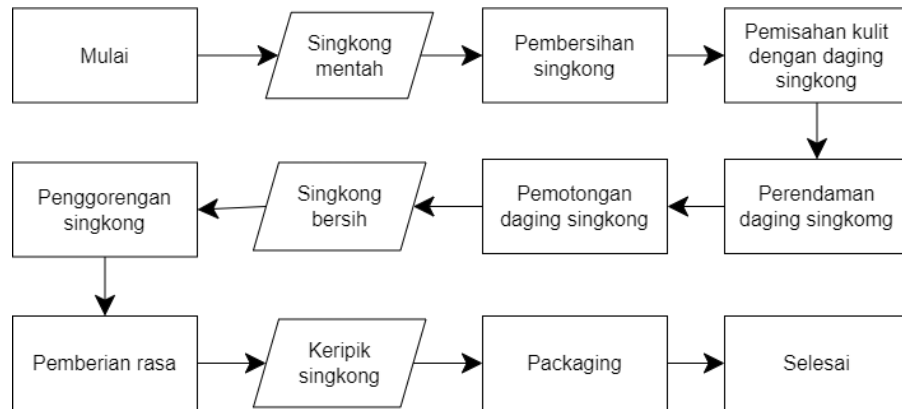 Mulai
Singkong
mentah
Pembersihan
singkong
Pemisahan kulit
dengan daging
singkong
Perendaman
daging singkomg
Pemotongan
daging singkong
Singkong
bersih
Penggorengan
singkong
Pemberian rasa
Keripik
singkong
Packaging
Selesai